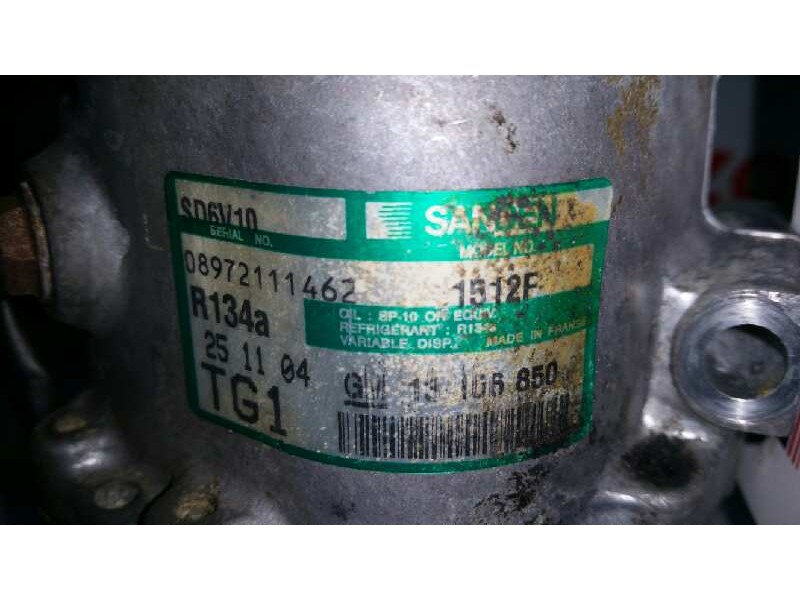 SD6V10
SANDEN
SERIAL NO.
MODEL NO.
08972111462
1512F
R134a
OIL : SP-10 OR EQUIV.
REFRIGERANT : R134a
VARIABLE DISP.
MADE IN FRANCE
25 11 04
TG1
GM 13 106 850